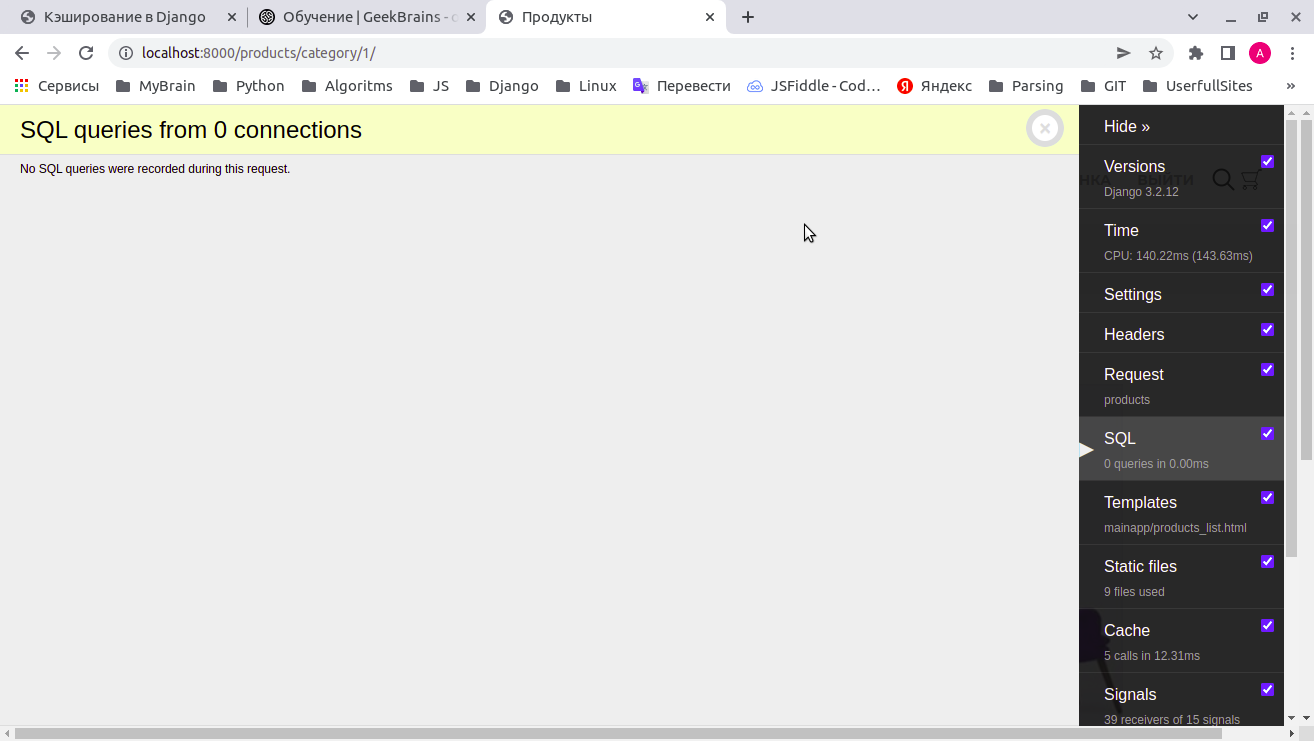 Кэширование в Django
Обучение | GeekBrains - о
Продукты
localhost:8000/products/category/1/
A
Сервисы
MyBrain
Python
Algoritms
JS
Django
Linux
Перевести
JSFiddle - Cod…
Яндекс
Parsing
GIT
UserfullSites
»
SQL queries from 0 connections
No SQL queries were recorded during this request.
Hide »
Versions
Django 3.2.12
ВЫЙТИ
Time
CPU: 140.22ms (143.63ms)
Settings
Headers
Request
products
SQL
0 queries in 0.00ms
Templates
mainapp/products_list.html
Static files
9 files used
Cache
5 calls in 12.31ms
Signals
39 receivers of 15 signals